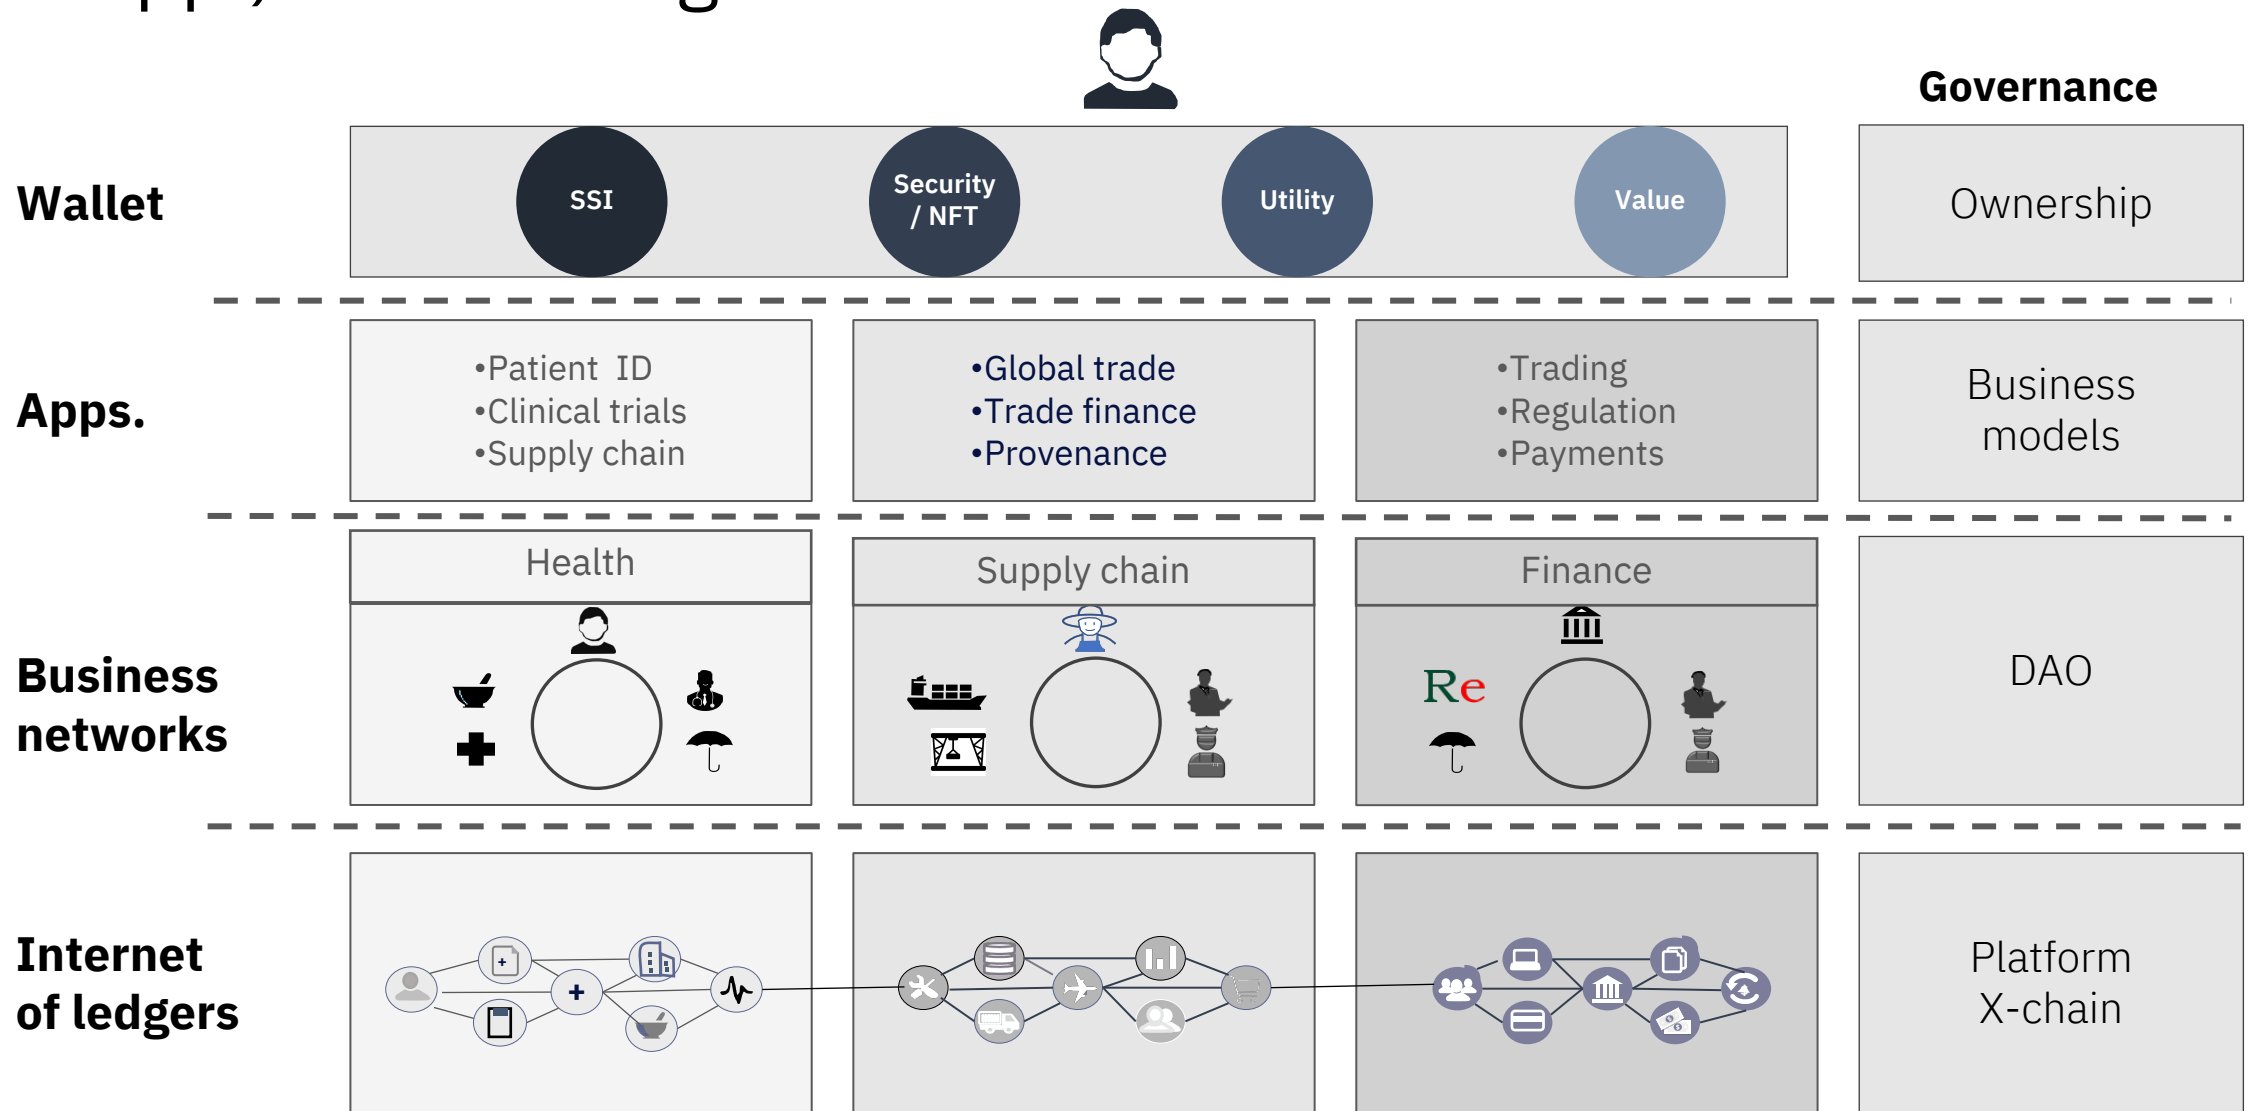 Governance
Wallet
SSI
Security
/ NFT
Utility
Value
Ownership
Apps.
•Patient ID
•Clinical trials
•Supply chain
•Global trade
•Trade finance
•Provenance
•Trading
•Regulation
•Payments
Business
models
Business
networks
Health
Supply chain
Finance
Re
DAO
Internet
of ledgers
Platform
X-chain